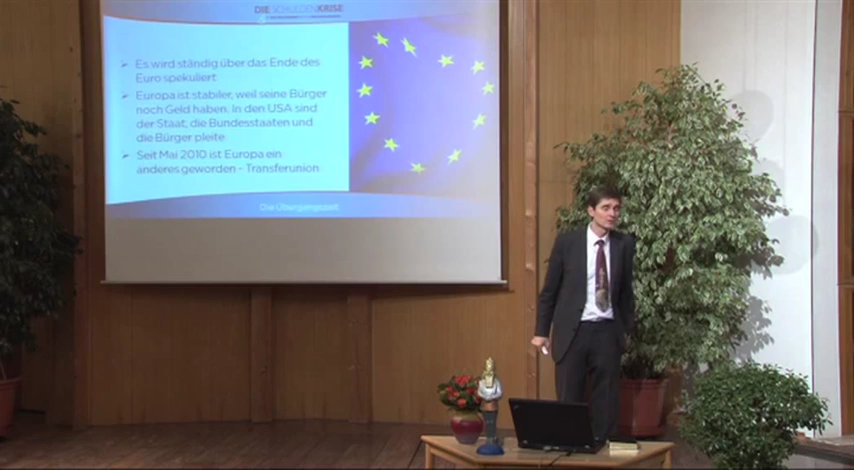 DIE SCHULDENKRISE
Es wird ständig über das Ende des
Euro spekuliert
Europa ist stabiler, weil seine Bürger
noch Geld haben. In den USA sind
der Staat, die Bundesstaaten und
die Bürger pleite
Seit Mai 2010 ist Europa ein
anderes geworden - Transferunion
Die Übergangszeit